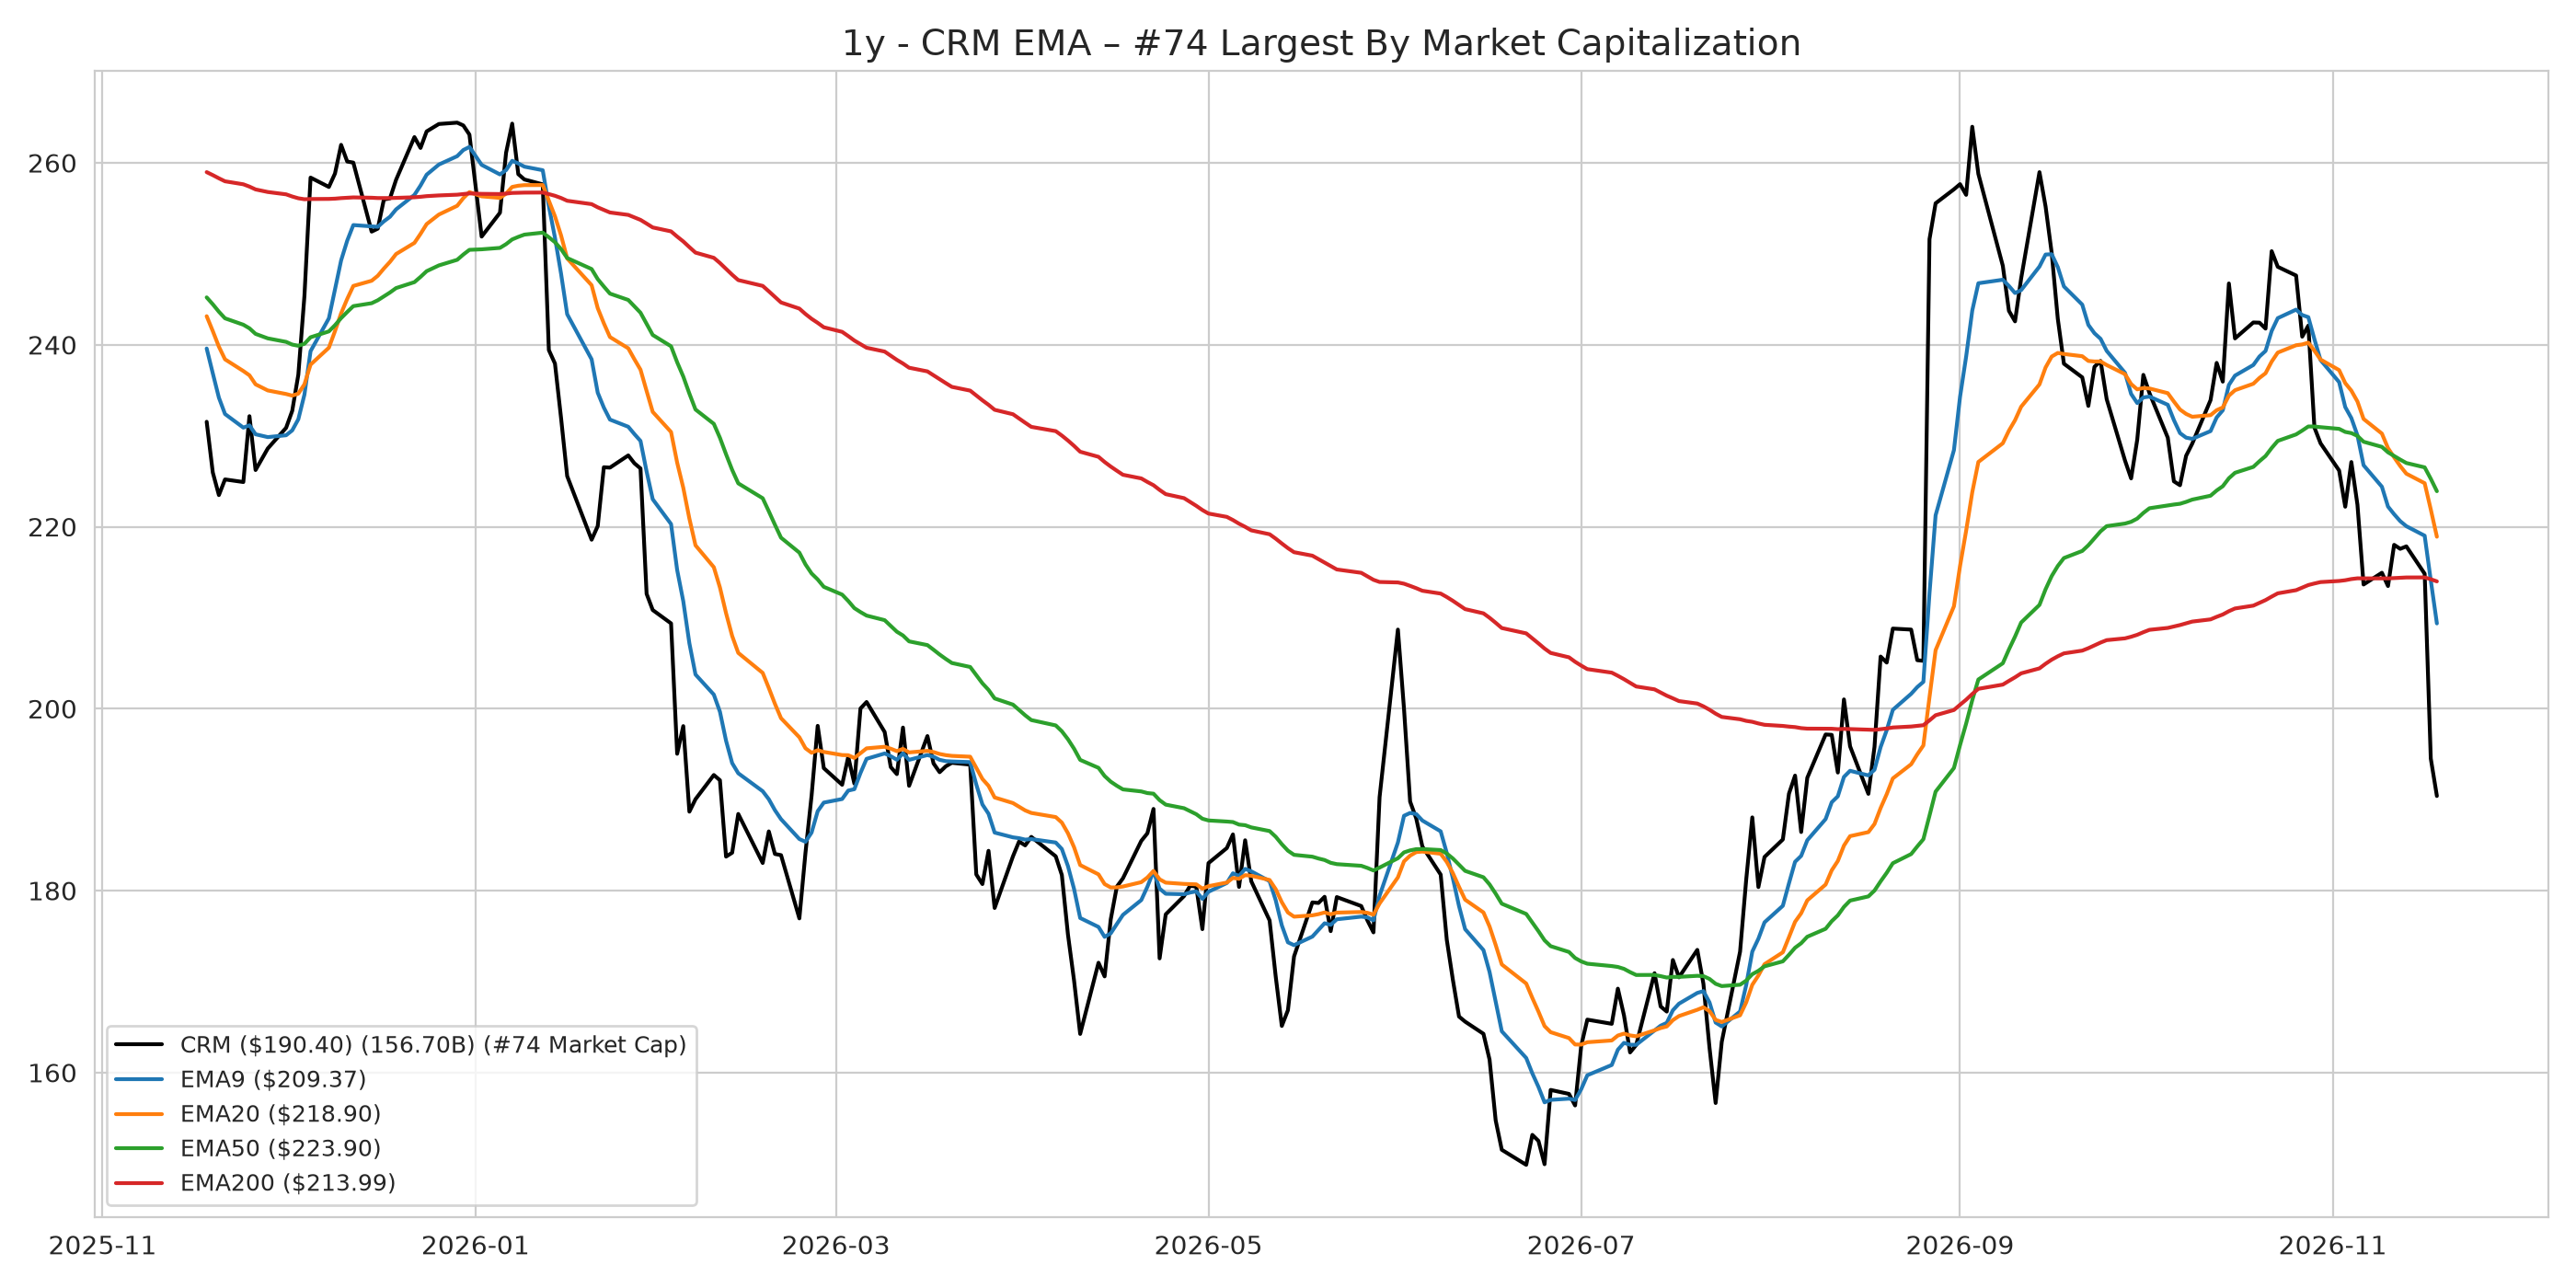 1y - CRM EMA – #74 Largest By Market Capitalization
260
240
220
200
180
160
CRM ($190.40) (156.70B) (#74 Market Cap)
EMA9 ($209.37)
EMA20 ($218.90)
EMA50 ($223.90)
EMA200 ($213.99)
2025-11
2026-01
2026-03
2026-05
2026-07
2026-09
2026-11